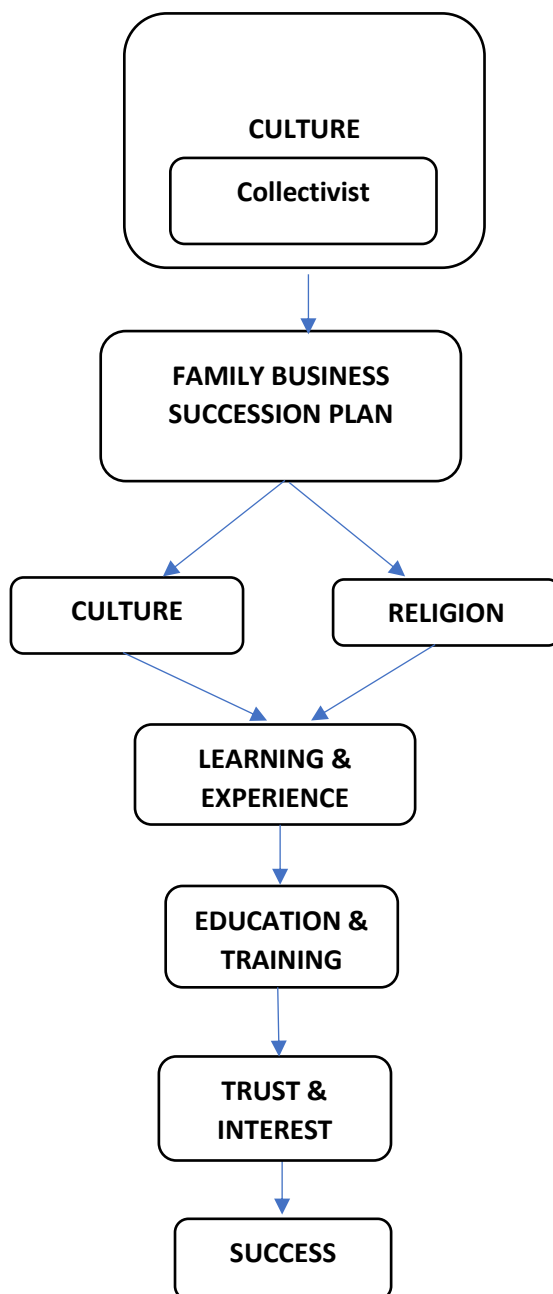 CULTURE
Collectivist
FAMILY BUSINESS
SUCCESSION PLAN
CULTURE
RELIGION
LEARNING &
EXPERIENCE
EDUCATION &
TRAINING
TRUST &
INTEREST
SUCCESS